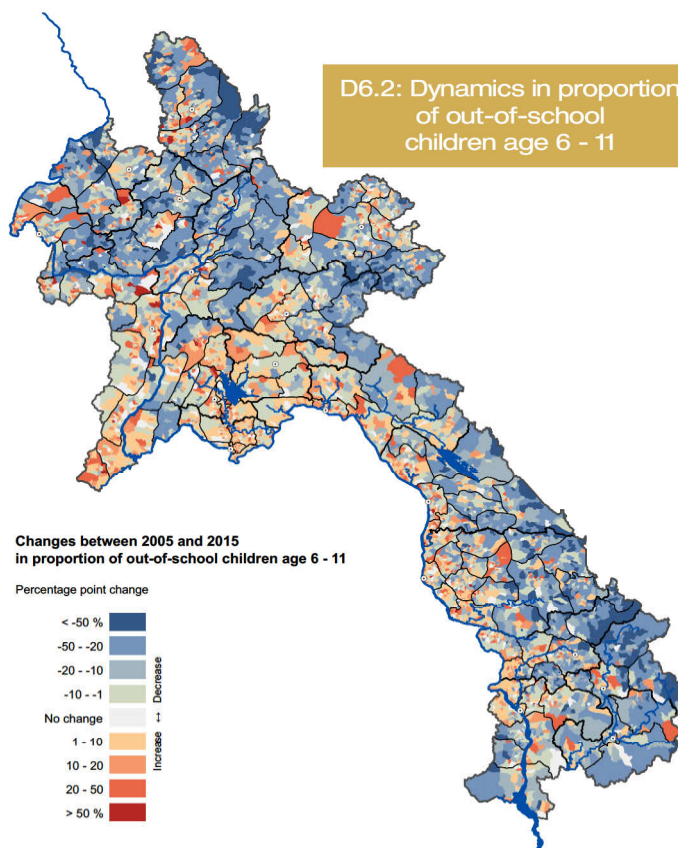 D6.2: Dynamics in proportion
of out-of-school
children age 6 - 11
Changes between 2005 and 2015
in proportion of out-of-school children age 6 - 11
Percentage point change
< -50 %
-50 - -20
-20 - -10
-10 - -1
No change
1 - 10
10 - 20
20 - 50
> 50 %
Increase ↔ Decrease